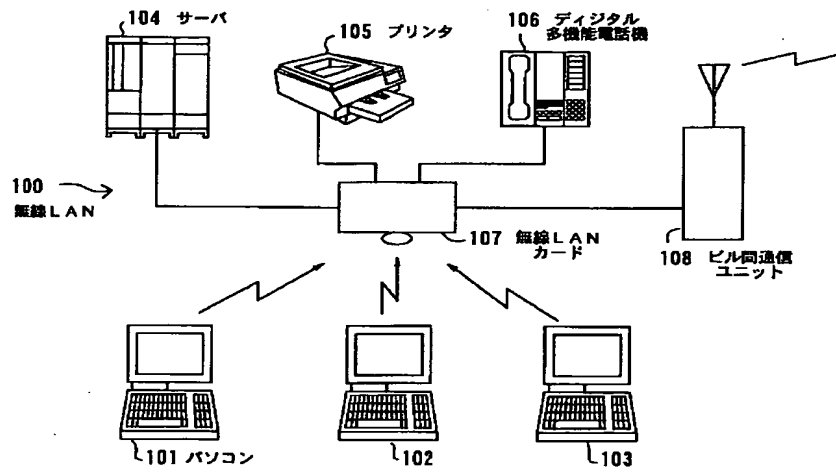 104 サーバ
105 プリンタ
106 ディジタル
多機能電話機
100
無線LAN
107 無線LAN
カード
108 ビル間通信
ユニット
101 パソコン
102
103